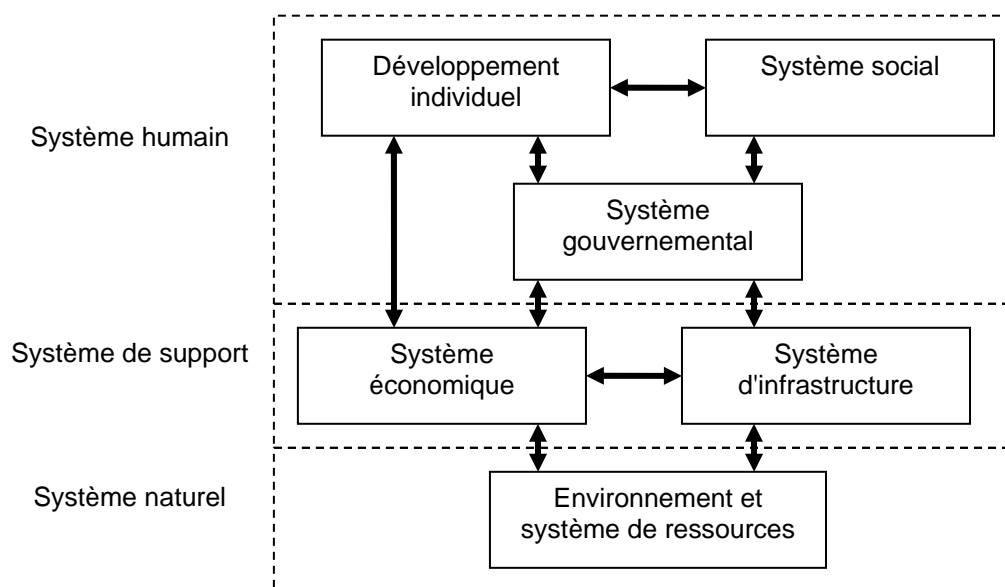 Développement
individuel
Système social
Système humain
Système
gouvernemental
Système de support
Système
économique
Système
d'infrastructure
Système naturel
Environnement et
système de ressources